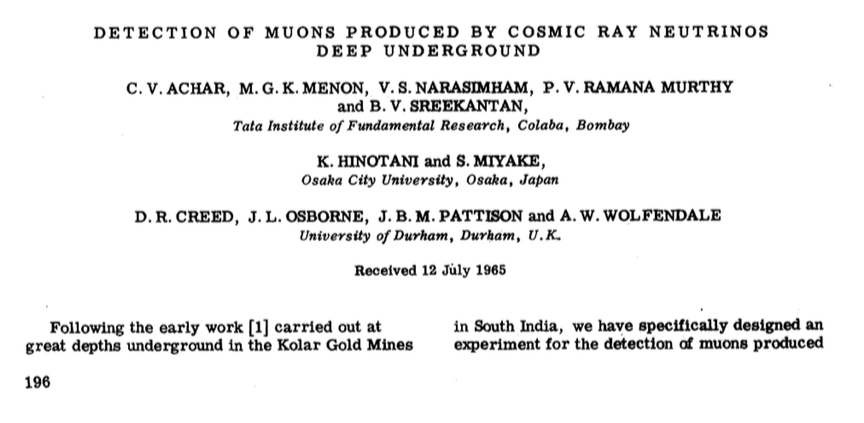 DETECTION OF MUONS PRODUCED BY COSMIC RAY NEUTRINOS
DEEP UNDERGROUND
C. V. ACHAR, M. G. K. MENON, V. S. NARASIMHAM, P. V. RAMANA MURTHY
and B. V. SREEKANTAN,
Tata Institute of Fundamental Research, Colaba, Bombay
K. HINOTANI and S. MIYAKE,
Osaka City University, Osaka, Japan
D. R. CREED, J. L. OSBORNE, J. B. M. PATTISON and A. W. WOLFENDALE
University of Durham, Durham, U.K.
Received 12 July 1965
Following the early work [1] carried out at
great depths underground in the Kolar Gold Mines
in South India, we have specifically designed an
experiment for the detection of muons produced
196